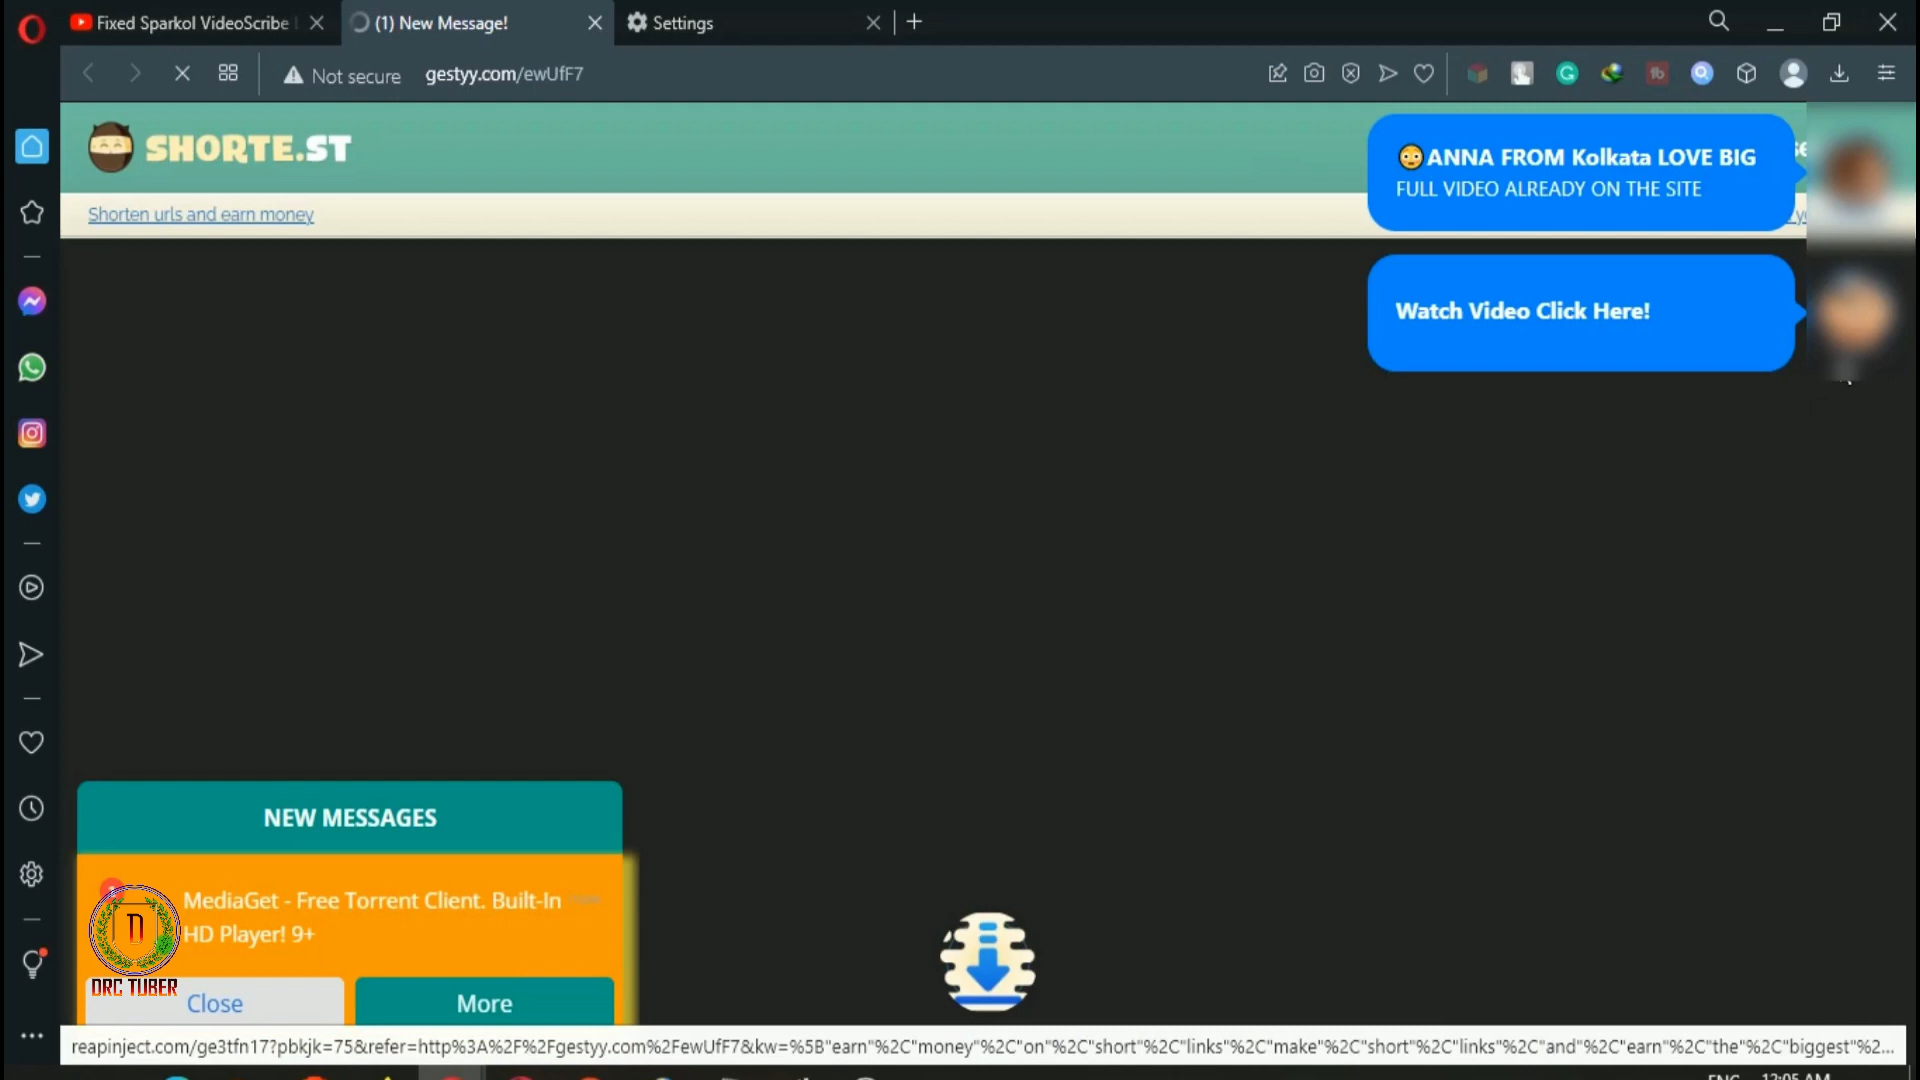 Fixed Sparkol VideoScribe
(1) New Message!
Settings
Not secure
gestyy.com/ewUfF7
SHORTE.ST
Shorten urls and earn money
😳ANNA FROM Kolkata LOVE BIG
FULL VIDEO ALREADY ON THE SITE
Watch Video Click Here!
NEW MESSAGES
MediaGet - Free Torrent Client. Built-In
HD Player! 9+
D
DRC TUBER
Close
More
reapinject.com/ge3tfn17?pbkjk=75&refer=http%3A%2F%2Fgestyy.com%2FewUfF7&kw=%5B"earn"%2C"money"%2C"on"%2C"short"%2C"links"%2C"make"%2C"short"%2C"links"%2C"and"%2C"earn"%2C"the"%2C"biggest"%2...
ENG
12:05 AM